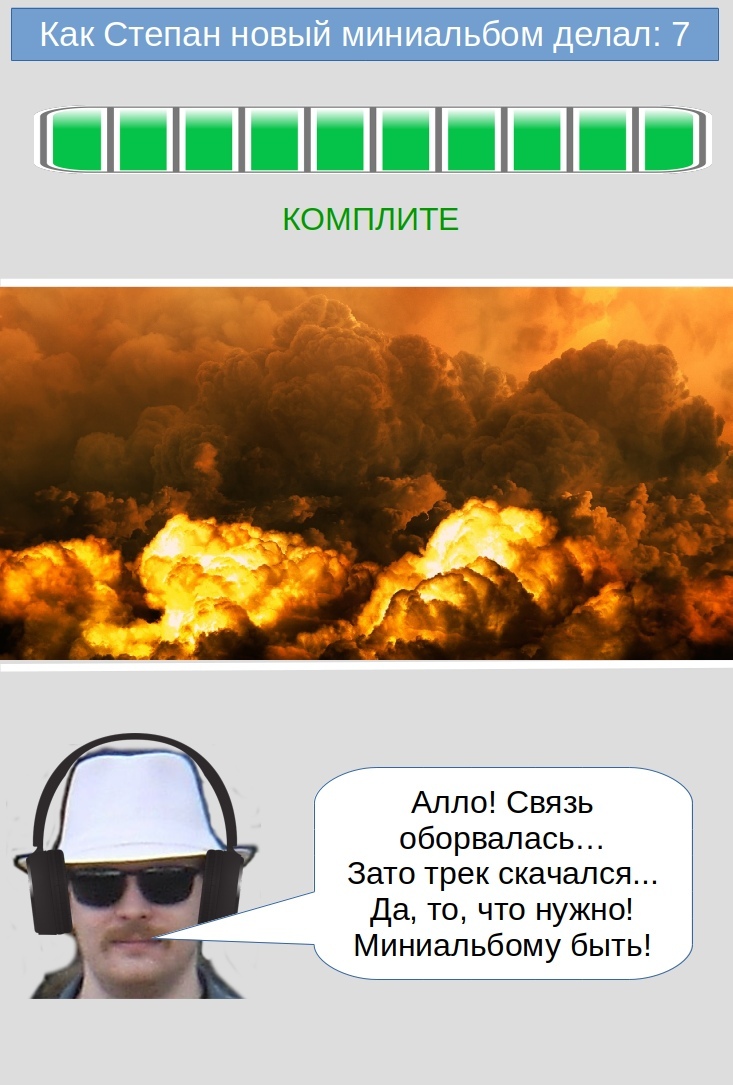 Как Степан новый миниальбом делал: 7
КОМПЛИТЕ
Алло! Связь
оборвалась…
Зато трек скачался...
Да, то, что нужно!
Миниальбому быть!